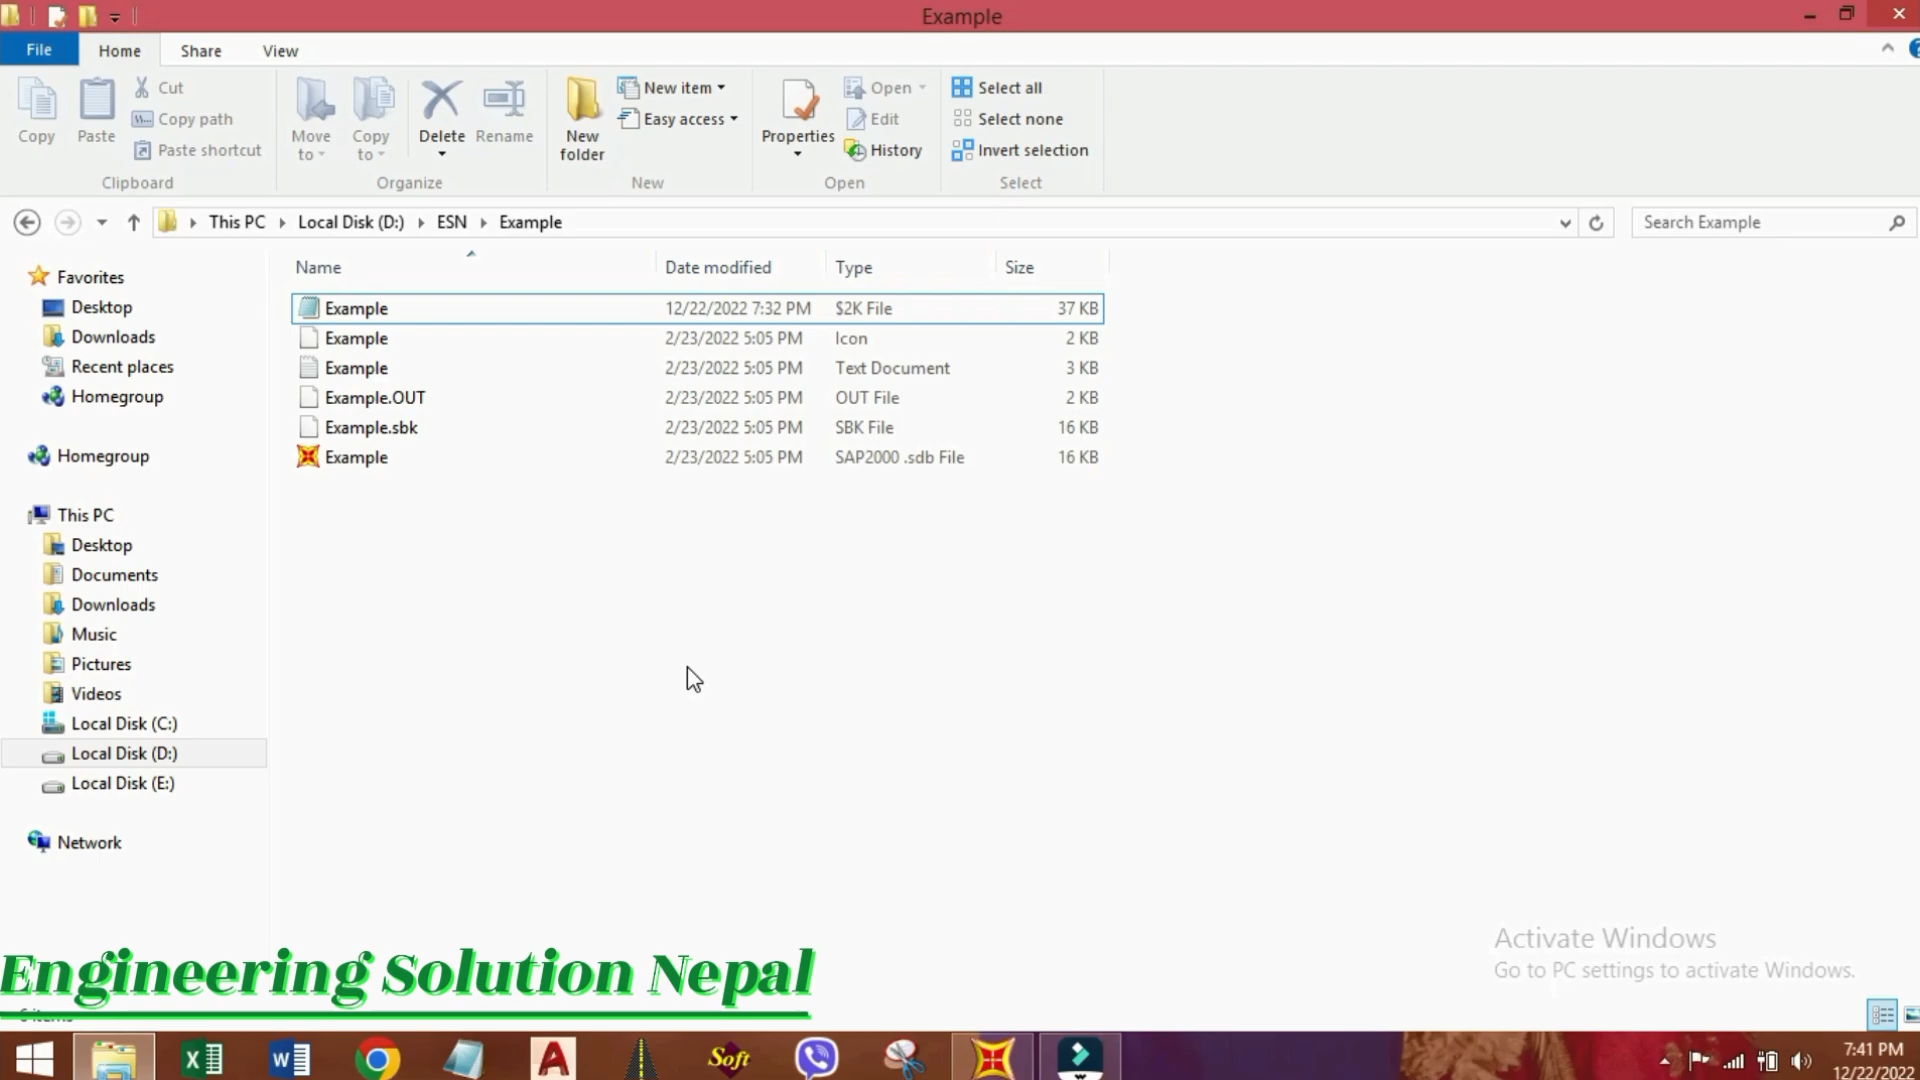 Example
File Home Share View
Copy Paste Cut Copy path Paste shortcut Clipboard
Move to Copy to Delete Rename Organize
New folder New item Easy access New
Properties Open Edit History Open
Select all Select none Invert selection Select
This PC Local Disk (D:) ESN Example Search Example
Name Date modified Type Size
Example 12/22/2022 7:32 PM $2K File 37 KB
Example 2/23/2022 5:05 PM Icon 2 KB
Example 2/23/2022 5:05 PM Text Document 3 KB
Example.OUT 2/23/2022 5:05 PM OUT File 2 KB
Example.sbk 2/23/2022 5:05 PM SBK File 16 KB
Example 2/23/2022 5:05 PM SAP2000 .sdb File 16 KB
Favorites
Desktop
Downloads
Recent places
Homegroup
Homegroup
This PC
Desktop
Documents
Downloads
Music
Pictures
Videos
Local Disk (C:)
Local Disk (D:)
Local Disk (E:)
Network
Activate Windows
Go to PC settings to activate Windows.
Engineering Solution Nepal
Soft
7:41 PM
12/22/2022